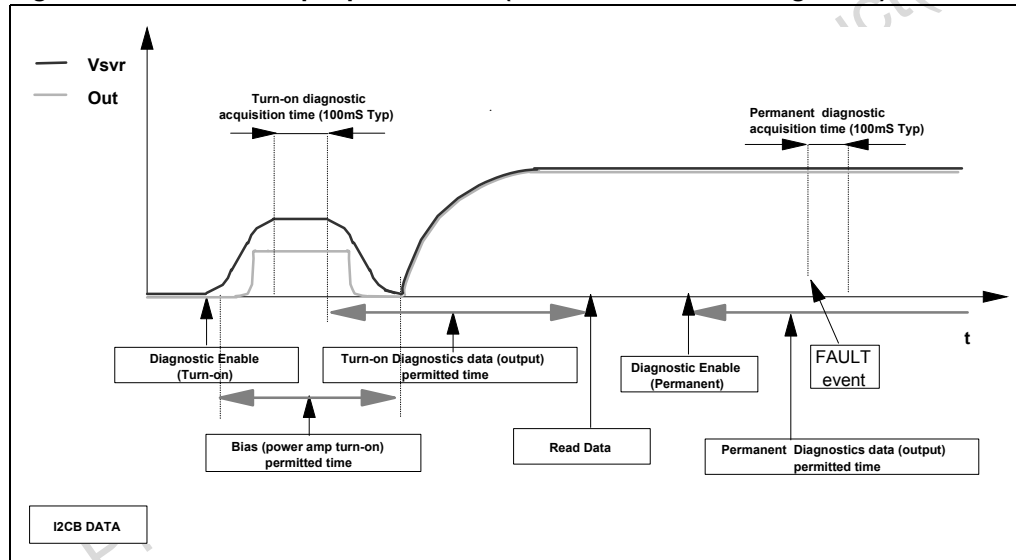 Vsvr
Out
Turn-on diagnostic
acquisition time (100mS Typ)
Permanent diagnostic
acquisition time (100mS Typ)
t
Diagnostic Enable
(Turn-on)
Turn-on Diagnostics data (output)
permitted time
Diagnostic Enable
(Permanent)
FAULT
event
Bias (power amp turn-on)
permitted time
Read Data
Permanent Diagnostics data (output)
permitted time
I2CB DATA